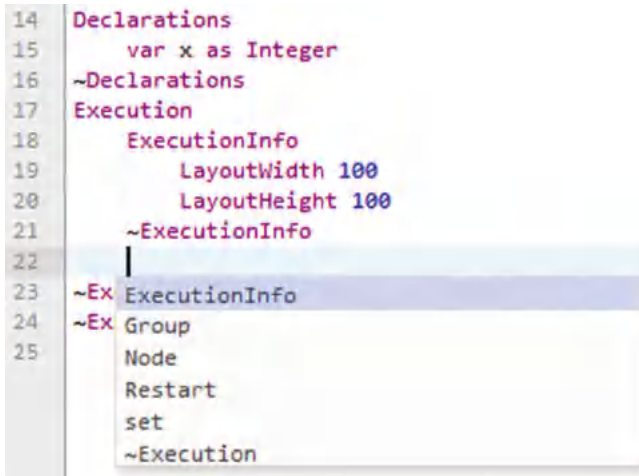 14 Declarations
15 var x as Integer
16 ~Declarations
17 Execution
18 ExecutionInfo
19 LayoutWidth 100
20 LayoutHeight 100
21 ~ExecutionInfo
22
23 ~Ex ExecutionInfo
24 ~Ex Group
25 Node
Restart
set
~Execution